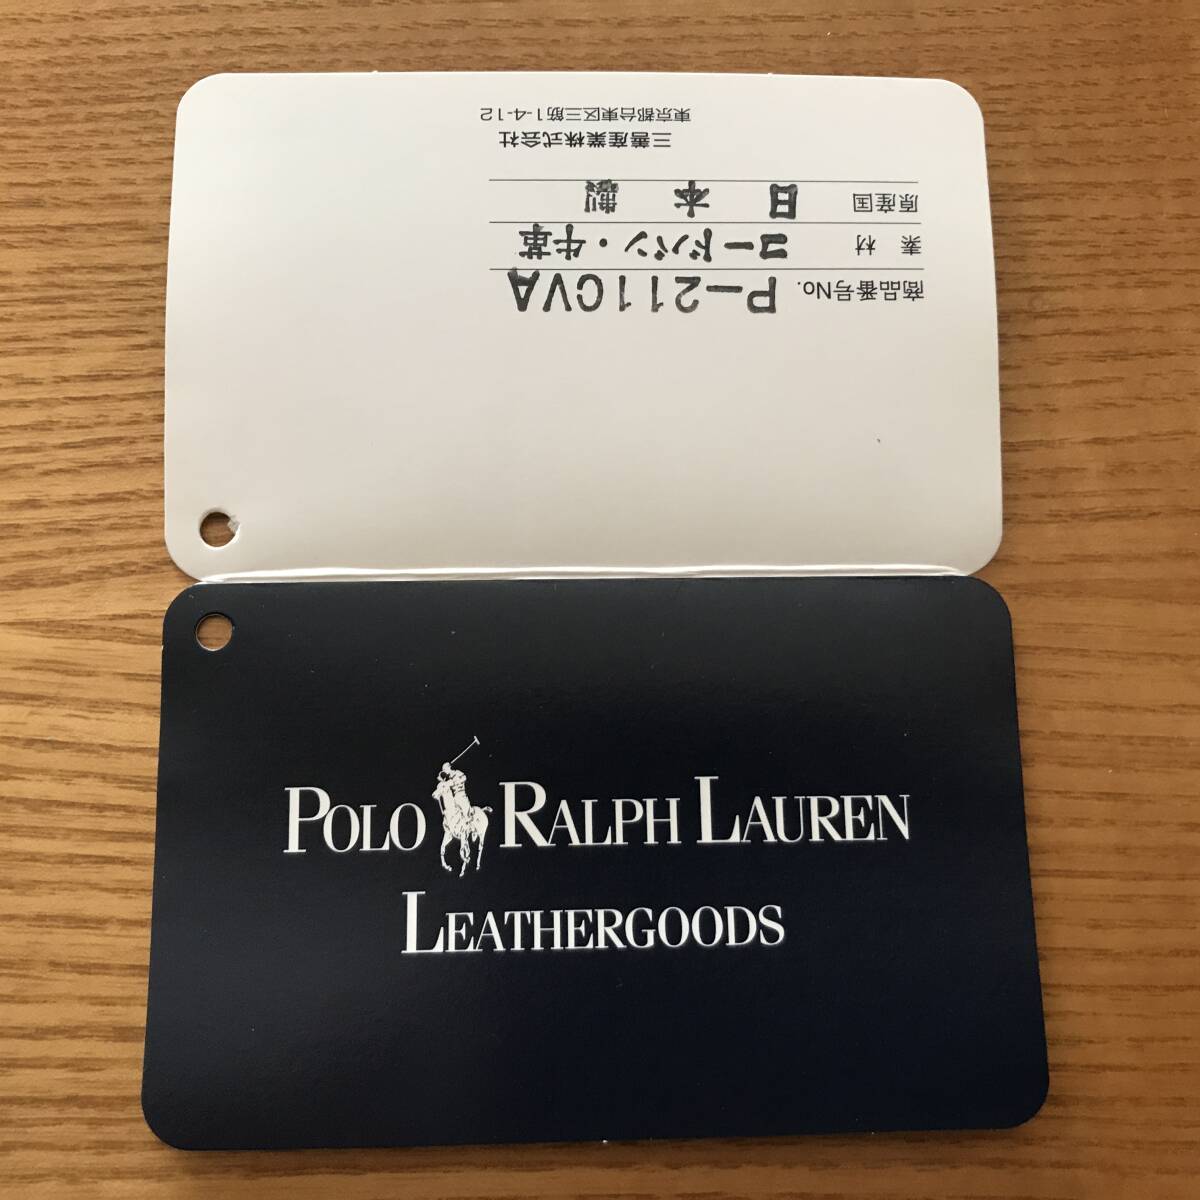 商品番号No. P-211CVA
素材 コードバン・牛革
原産国 日本製
三善産業株式会社
東京都台東区三筋1-4-12
POLO RALPH LAUREN
LEATHERGOODS